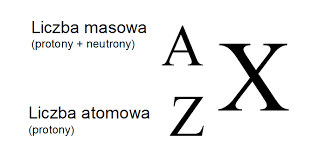 Liczba masowa
(protony + neutrony)
A
X
Liczba atomowa
(protony)
Z